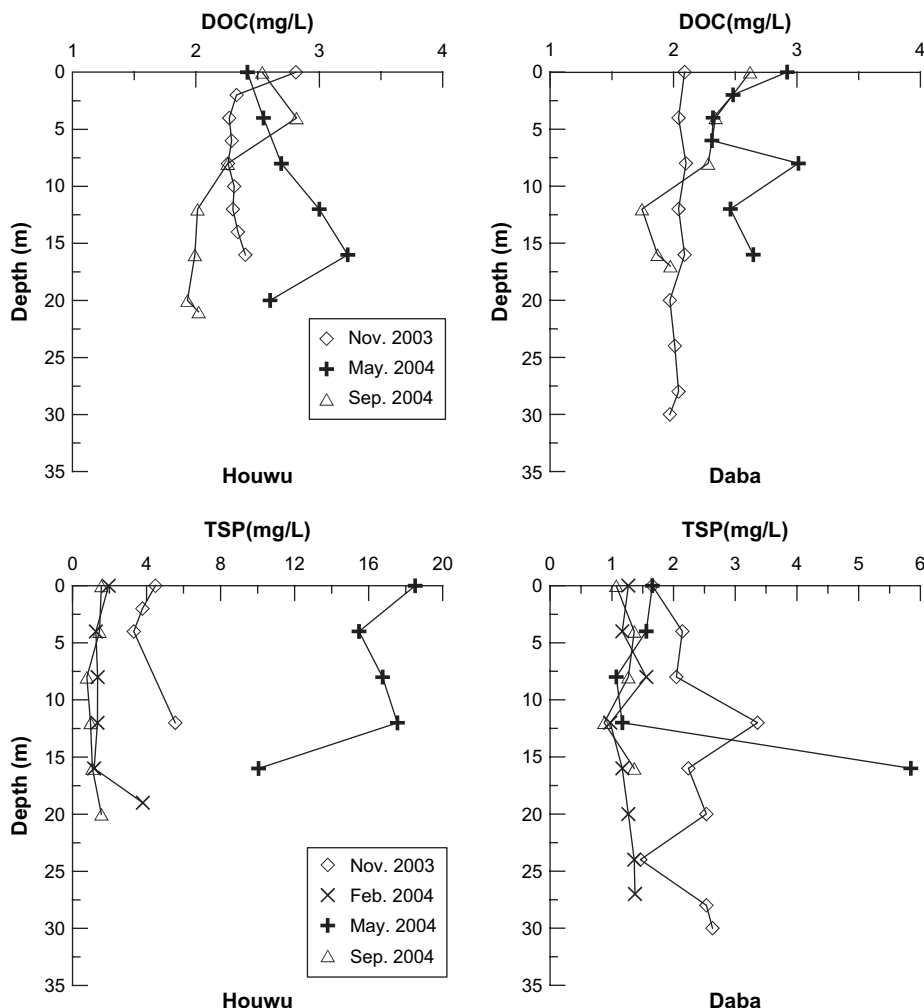 DOC(mg/L)
1 2 3 4
0
5
10
15
20
25
30
35
Depth (m)
Nov. 2003
May. 2004
Sep. 2004
Houwu
DOC(mg/L)
1 2 3 4
0
5
10
15
20
25
30
35
Depth (m)
Daba
TSP(mg/L)
0 4 8 12 16 20
0
5
10
15
20
25
30
35
Depth (m)
Nov. 2003
Feb. 2004
May. 2004
Sep. 2004
Houwu
TSP(mg/L)
0 1 2 3 4 5 6
0
5
10
15
20
25
30
35
Depth (m)
Daba